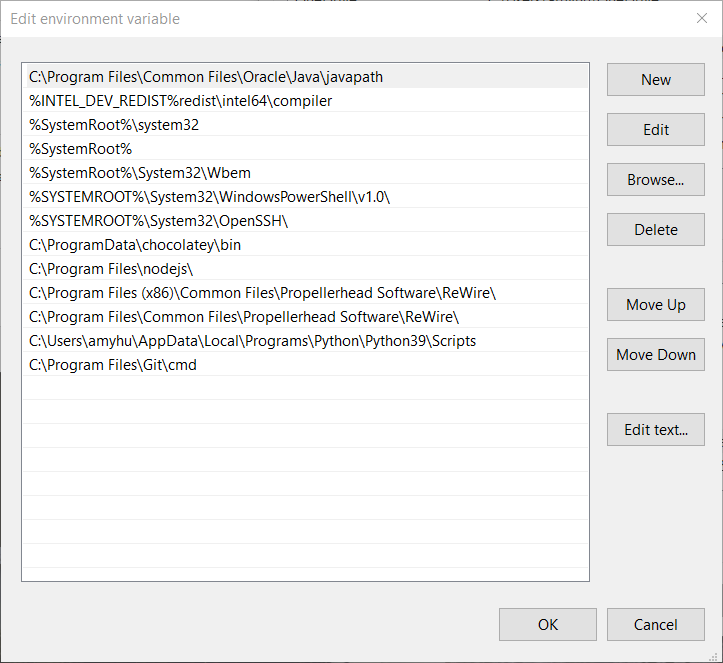 Edit environment variable
C:\Program Files\Common Files\Oracle\Java\javapath
%INTEL_DEV_REDIST%redist\intel64\compiler
%SystemRoot%\system32
%SystemRoot%
%SystemRoot%\System32\Wbem
%SYSTEMROOT%\System32\WindowsPowerShell\v1.0\
%SYSTEMROOT%\System32\OpenSSH\
C:\ProgramData\chocolatey\bin
C:\Program Files\nodejs\
C:\Program Files (x86)\Common Files\Propellerhead Software\ReWire\
C:\Program Files\Common Files\Propellerhead Software\ReWire\
C:\Users\amyhu\AppData\Local\Programs\Python\Python39\Scripts
C:\Program Files\Git\cmd
New
Edit
Browse...
Delete
Move Up
Move Down
Edit text...
OK
Cancel